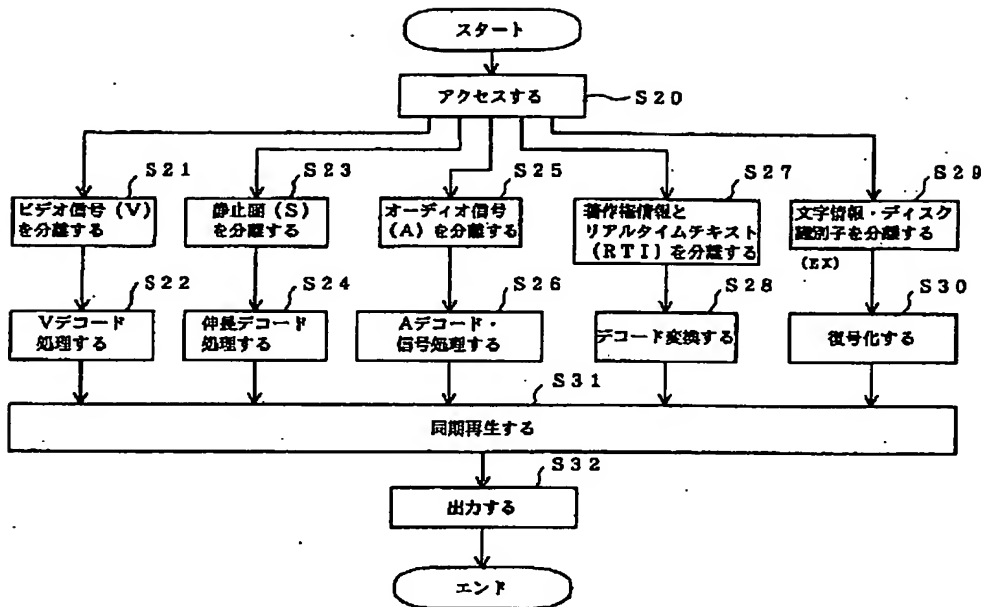 スタート
アクセスする
S20
S21
S23
S25
S27
S29
ビデオ信号(V)
を分離する
静止画(S)
を分離する
オーディオ信号
(A)を分離する
著作権情報と
リアルタイムテキスト
(RTI)を分離する
文字情報・ディスク
識別子を分離する
(EX)
S22
S24
S26
S28
S30
Vデコード
処理する
伸長デコード
処理する
Aデコード・
信号処理する
デコード変換する
復号化する
S31
同期再生する
S32
出力する
エンド